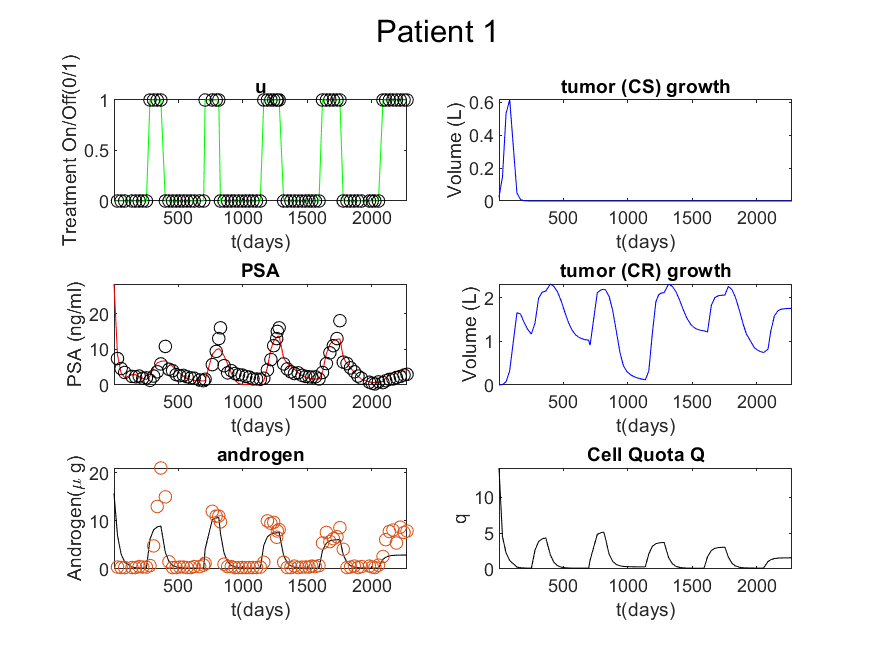 Patient 1
u
Treatment On/Off(0/1)
1
0.5
0
500 1000 1500 2000
t(days)
tumor (CS) growth
Volume (L)
0.6
0.4
0.2
0
500 1000 1500 2000
t(days)
PSA
PSA (ng/ml)
20
10
0
500 1000 1500 2000
t(days)
tumor (CR) growth
Volume (L)
2
1
0
500 1000 1500 2000
t(days)
androgen
Androgen(μ g)
20
10
0
500 1000 1500 2000
t(days)
Cell Quota Q
q
10
5
0
500 1000 1500 2000
t(days)